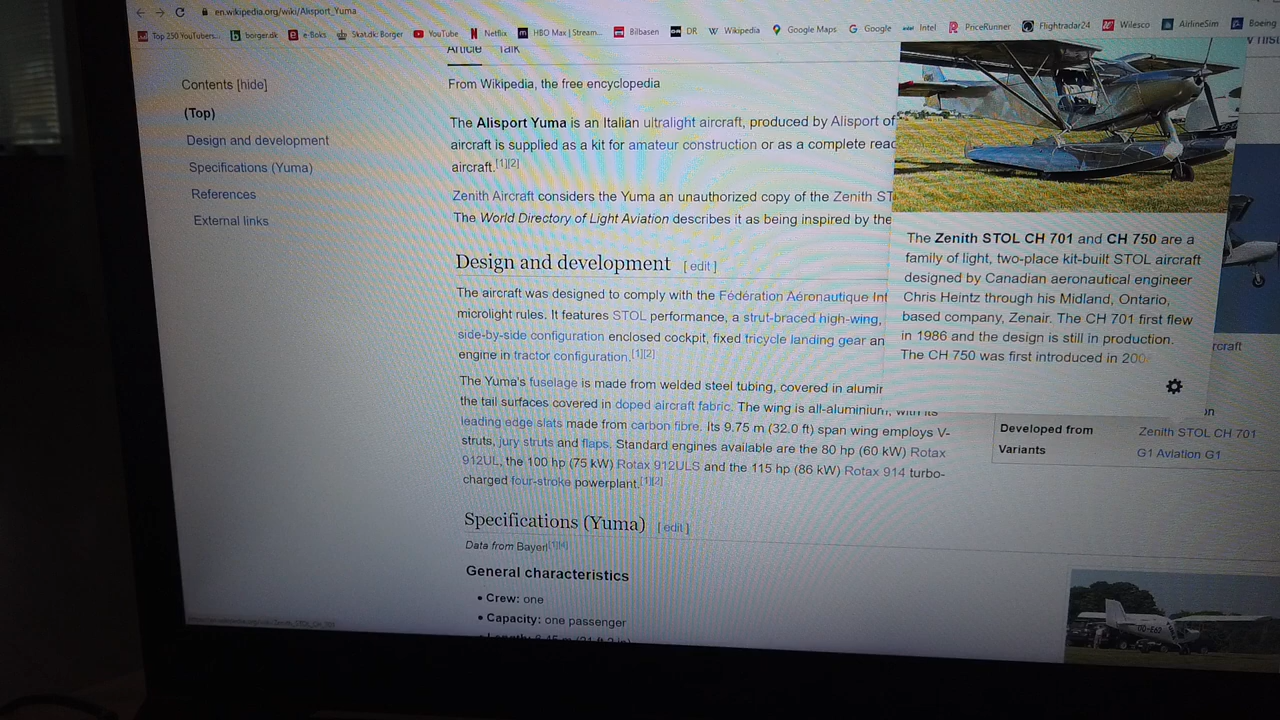 en.wikipedia.org/wiki/Alisport_Yuma
Top 250 YouTubers... borger.dk e-Boks Skat.dk: Borger YouTube Netflix HBO Max | Stream... Bilbasen DR Wikipedia Google Maps Google Intel PriceRunner Flightradar24 Wilesco AirlineSim Boeing
Article Talk
Contents [hide]
(Top)
Design and development
Specifications (Yuma)
References
External links
From Wikipedia, the free encyclopedia
The Alisport Yuma is an Italian ultralight aircraft, produced by Alisport of
aircraft is supplied as a kit for amateur construction or as a complete
aircraft.[1][2]
Zenith Aircraft considers the Yuma an unauthorized copy of the Zenith ST
The World Directory of Light Aviation describes it as being inspired by the
Design and development [ edit ]
The aircraft was designed to comply with the Fédération Aéronautique Int
microlight rules. It features STOL performance, a strut-braced high-wing,
side-by-side configuration enclosed cockpit, fixed tricycle landing gear an
engine in tractor configuration.[1][2]
The Yuma's fuselage is made from welded steel tubing, covered in alumin
the tail surfaces covered in doped aircraft fabric. The wing is all-aluminium, with its
leading edge slats made from carbon fibre. Its 9.75 m (32.0 ft) span wing employs V-
struts, jury struts and flaps. Standard engines available are the 80 hp (60 kW) Rotax
912UL, the 100 hp (75 kW) Rotax 912ULS and the 115 hp (86 kW) Rotax 914 turbo-
charged four-stroke powerplant.[1][2]
Specifications (Yuma) [ edit ]
Data from Bayerl[1][4]
General characteristics
• Crew: one
• Capacity: one passenger
The Zenith STOL CH 701 and CH 750 are a
family of light, two-place kit-built STOL aircraft
designed by Canadian aeronautical engineer
Chris Heintz through his Midland, Ontario,
based company, Zenair. The CH 701 first flew
in 1986 and the design is still in production.
The CH 750 was first introduced in 200
rcraft
on
Developed from Zenith STOL CH 701
Variants G1 Aviation G1